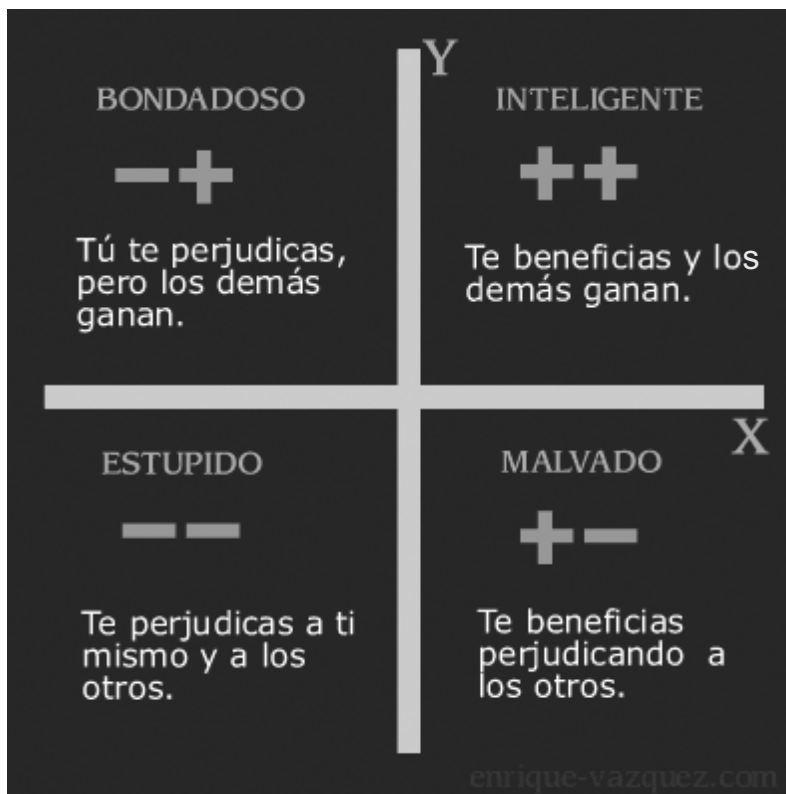 Y
BONDADOSO
−+
Tú te perjudicas,
pero los demás
ganan.
INTELIGENTE
++
Te beneficias y los
demás ganan.
X
ESTUPIDO
−−
Te perjudicas a ti
mismo y a los
otros.
MALVADO
+−
Te beneficias
perjudicando a
los otros.
enrique-vazquez.com